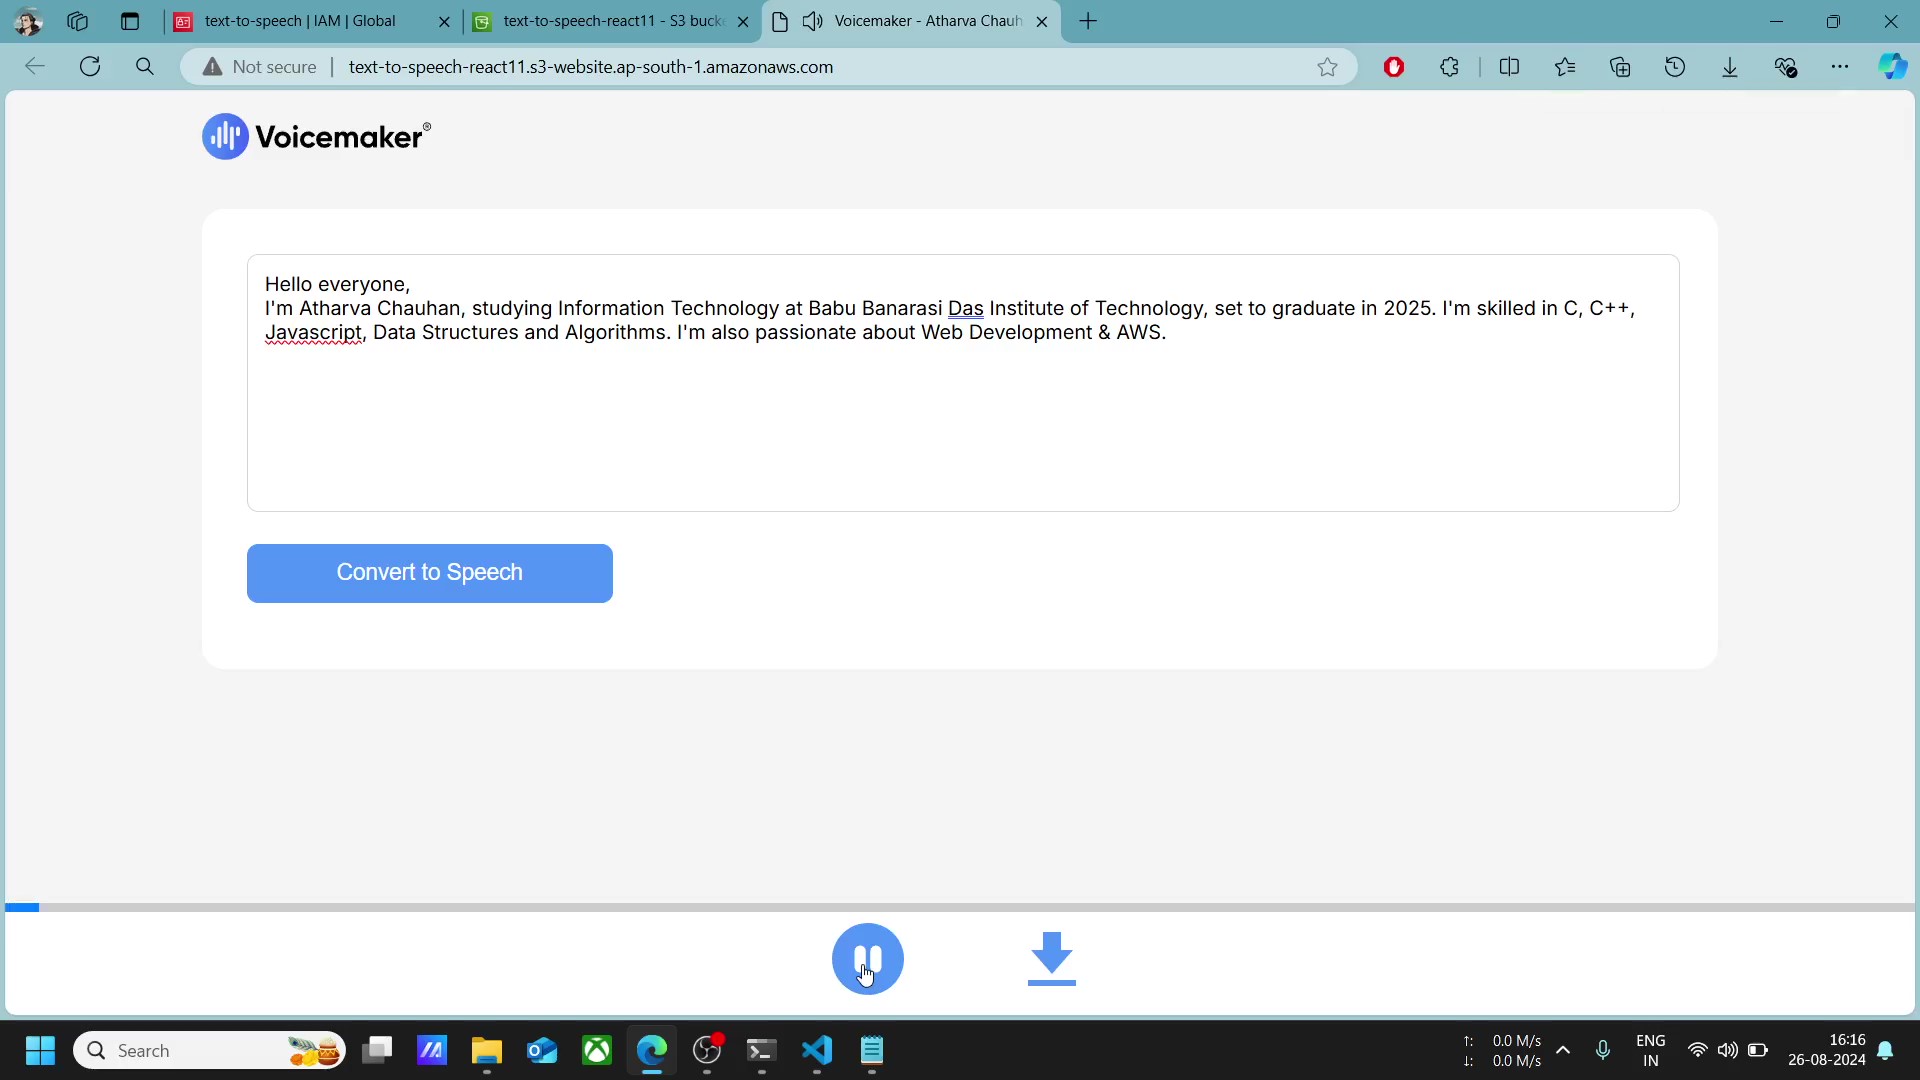 text-to-speech | IAM | Global
text-to-speech-react11 - S3 bucke
Voicemaker - Atharva Chauh
Not secure
text-to-speech-react11.s3-website.ap-south-1.amazonaws.com
Voicemaker®
Hello everyone,
I'm Atharva Chauhan, studying Information Technology at Babu Banarasi Das Institute of Technology, set to graduate in 2025. I'm skilled in C, C++,
Javascript, Data Structures and Algorithms. I'm also passionate about Web Development & AWS.
Convert to Speech
Search
↑: 0.0 M/s
↓: 0.0 M/s
ENG
IN
16:16
26-08-2024